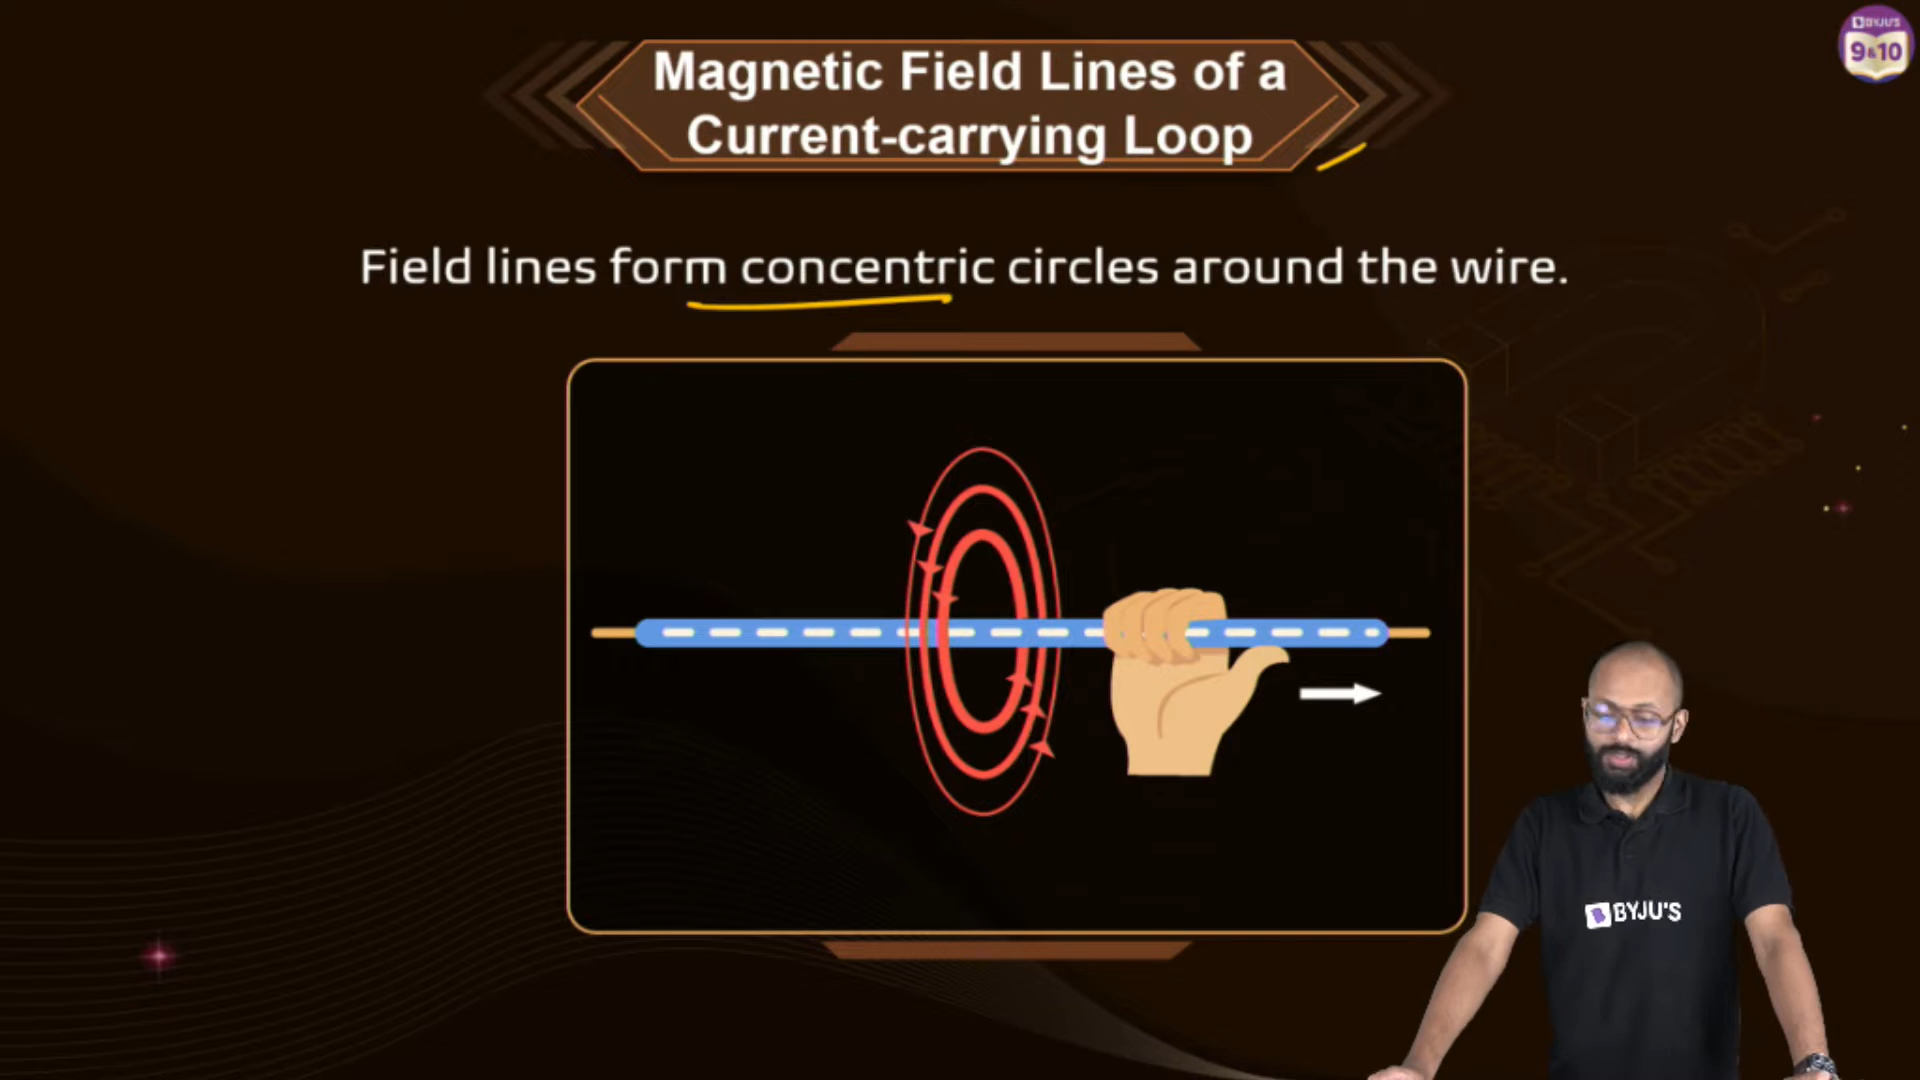 BYJU'S
9&10
Magnetic Field Lines of a
Current-carrying Loop
Field lines form concentric circles around the wire.
BYJU'S